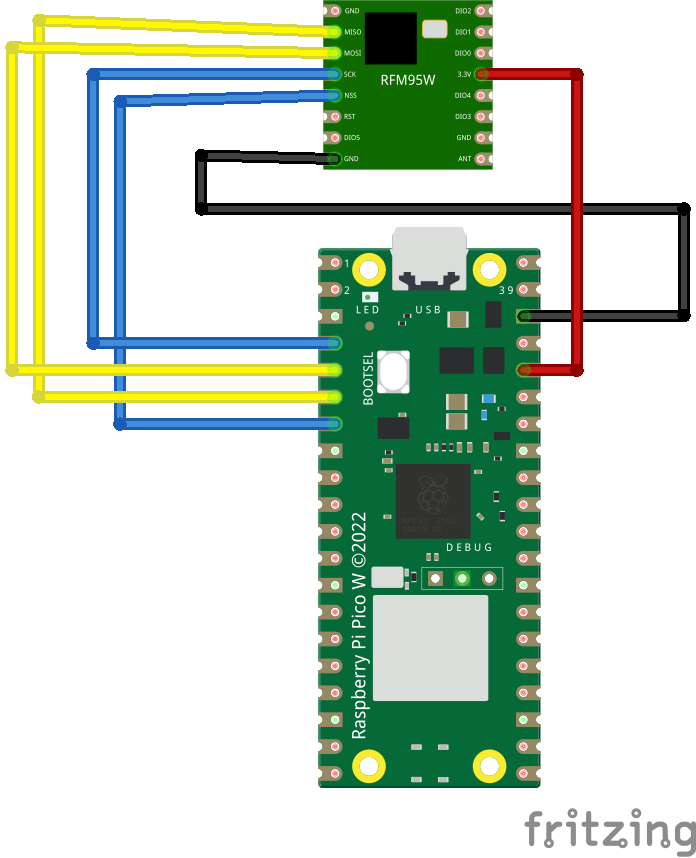 GND DIO2
MISO DIO1
MOSI DIO0
SCK 3.3V
RFM95W
NSS DIO4
RST DIO3
DIO5 GND
GND ANT
1
2 39
LED USB
BOOTSEL
DEBUG
Raspberry Pi Pico W ©2022
fritzing